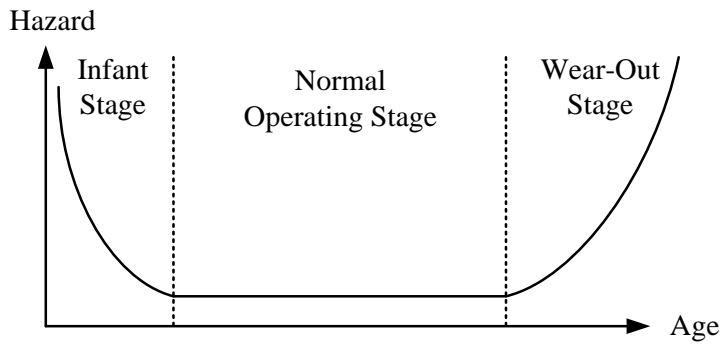 Hazard
Infant
Stage
Normal
Operating Stage
Wear-Out
Stage
Age